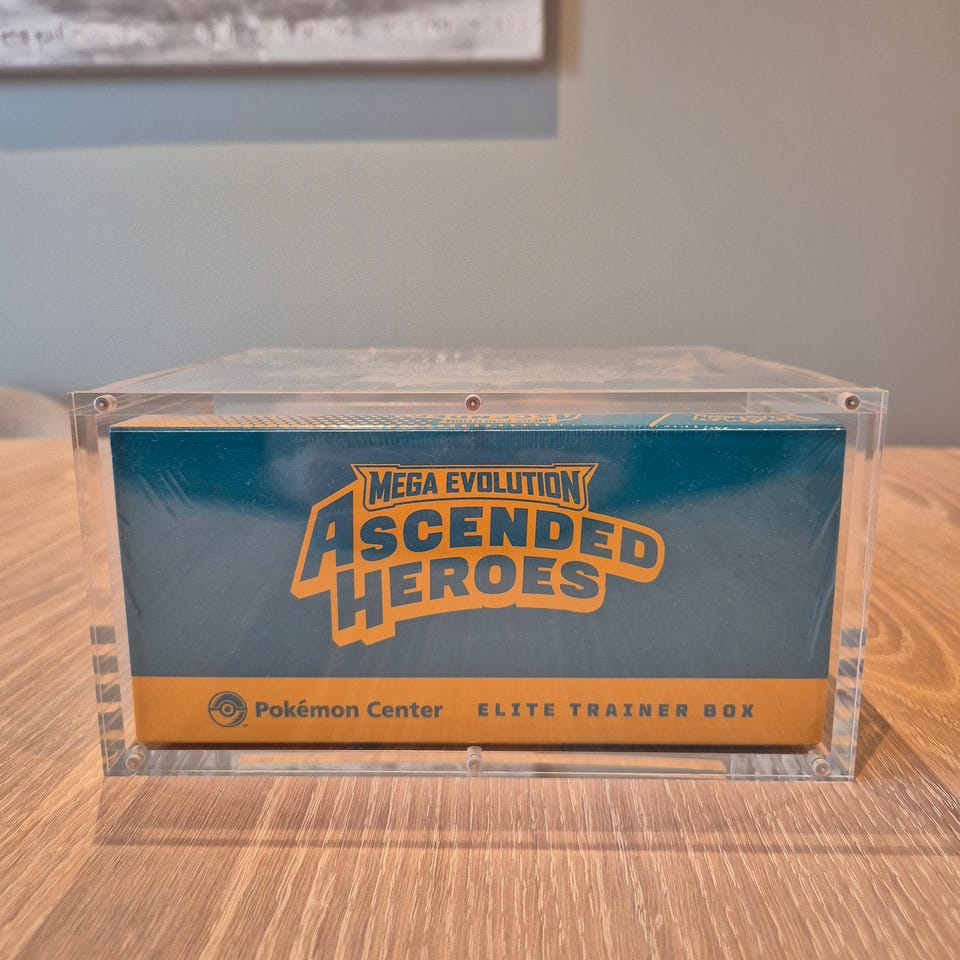 MEGA EVOLUTION
ASCENDED
HEROES
Pokémon Center
ELITE TRAINER BOX